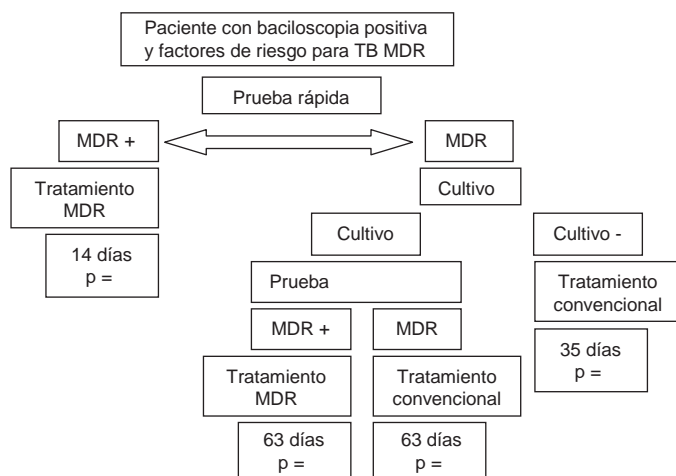 Paciente con baciloscopia positiva
y factores de riesgo para TB MDR
Prueba rápida
MDR +
MDR
Tratamiento
MDR
Cultivo
14 días
p =
Cultivo
Cultivo -
Prueba
Tratamiento
convencional
MDR +
MDR
35 días
p =
Tratamiento
MDR
Tratamiento
convencional
63 días
p =
63 días
p =